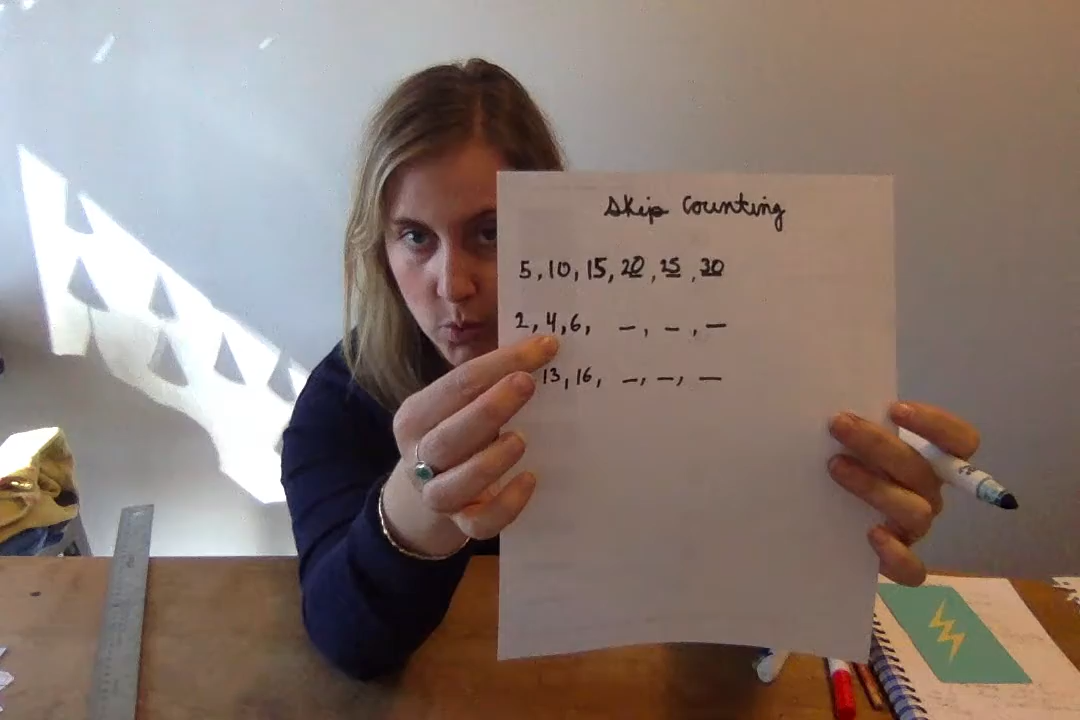 Skip Counting
5, 10, 15, 20, 25, 30
2, 4, 6, _, _, _
13, 16, _, _, _